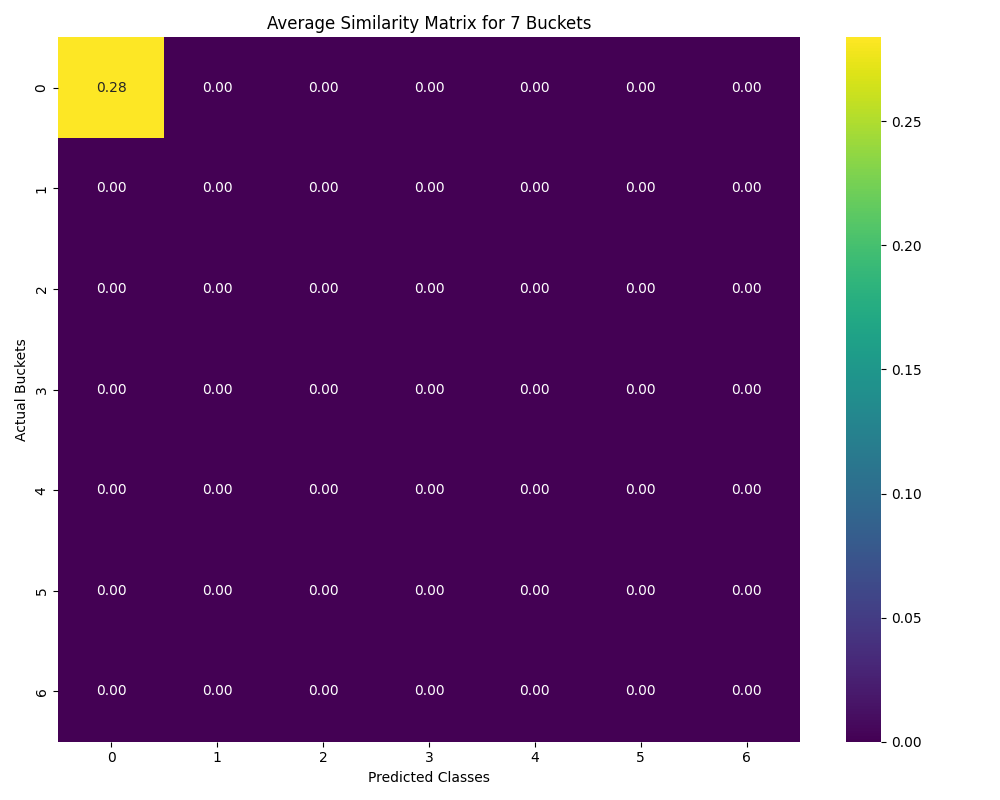 Average Similarity Matrix for 7 Buckets
0 0.28 0.00 0.00 0.00 0.00 0.00 0.00
1 0.00 0.00 0.00 0.00 0.00 0.00 0.00
2 0.00 0.00 0.00 0.00 0.00 0.00 0.00
3 0.00 0.00 0.00 0.00 0.00 0.00 0.00
4 0.00 0.00 0.00 0.00 0.00 0.00 0.00
5 0.00 0.00 0.00 0.00 0.00 0.00 0.00
6 0.00 0.00 0.00 0.00 0.00 0.00 0.00
0 1 2 3 4 5 6
Predicted Classes
Actual Buckets
0.25
0.20
0.15
0.10
0.05
0.00